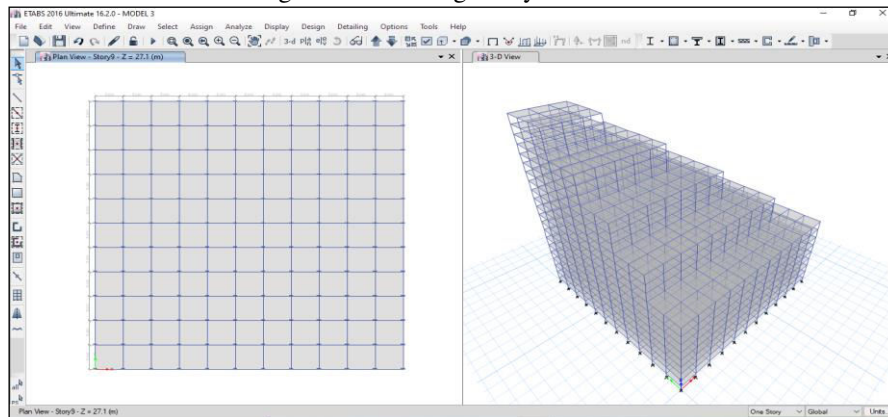 ETABS 2016 Ultimate 16.2.0 - MODEL 3
File Edit View Define Draw Select Assign Analyze Display Design Detailing Options Tools Help
3-d
Plan View - Story9 - Z = 27.1 (m)
3-D View
Plan View - Story9 - Z = 27.1 (m)
One Story
Global
Units...